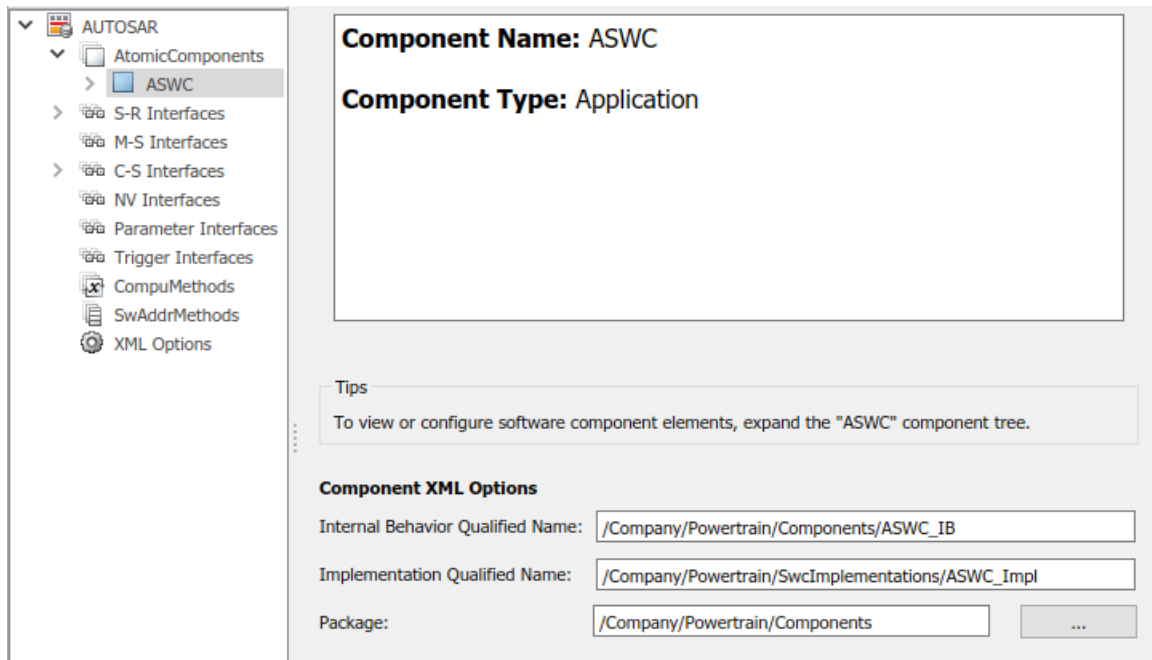 AUTOSAR
AtomicComponents
ASWC
S-R Interfaces
M-S Interfaces
C-S Interfaces
NV Interfaces
Parameter Interfaces
Trigger Interfaces
CompuMethods
SwAddrMethods
XML Options
Component Name: ASWC
Component Type: Application
Tips
To view or configure software component elements, expand the "ASWC" component tree.
Component XML Options
Internal Behavior Qualified Name: /Company/Powertrain/Components/ASWC_IB
Implementation Qualified Name: /Company/Powertrain/SwcImplementations/ASWC_Impl
Package: /Company/Powertrain/Components ...